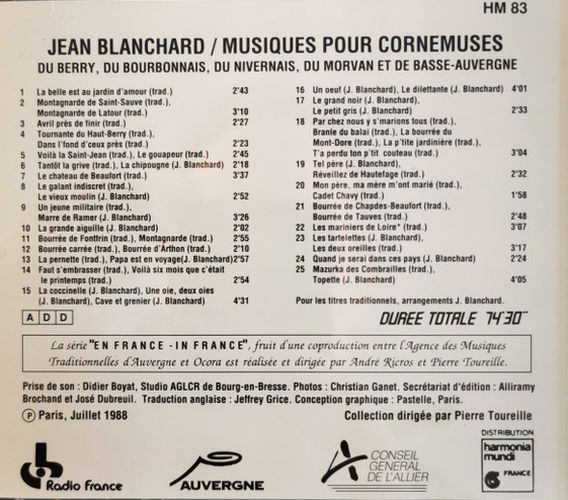 HM 83
JEAN BLANCHARD / MUSIQUES POUR CORNEMUSES
DU BERRY, DU BOURBONNAIS, DU NIVERNAIS, DU MORVAN ET DE BASSE-AUVERGNE
1 La belle est au jardin d'amour (trad.) 2'43
2 Montagnarde de Saint-Sauve (trad.),
Montagnarde de Latour (trad.) 3'10
3 Avril près de finir (trad.) 2'27
4 Tournante du Haut-Berry (trad.),
Dans l'fond d'ceux près (trad.) 2'23
5 Voilà la Saint-Jean (trad.), Le gouapeur (trad.) 2'45
6 Tantôt la grive (trad.), La chipougne (J. Blanchard) 2'18
7 Le chateau de Beaufort (trad.) 3'37
8 Le galant indiscret (trad.),
Le vieux moulin (J. Blanchard) 2'52
9 Un jeune militaire (trad.),
Marre de Ramer (J. Blanchard) 3'26
10 La grande aiguille (J. Blanchard) 2'02
11 Bourrée de Fontfrin (trad.), Montagnarde (trad.) 2'55
12 Bourrée carrée (trad.), Bourrée d'Arthon (trad.) 2'10
13 La pernette (trad.), Papa est en voyage(J. Blanchard)2'57
14 Faut s'embrasser (trad.), Voilà six mois que c'était
le printemps (trad.) 2'54
15 La coccinelle (J. Blanchard), Une oie, deux oies
(J. Blanchard), Cave et grenier (J. Blanchard) 4'31
16 Un oeuf (J. Blanchard), Le dilettante (J. Blanchard) 4'01
17 Le grand noir (J. Blanchard),
Le petit gris (J. Blanchard) 2'33
18 Par chez nous y s'marions tous (trad.),
Branle du balai (trad.), La bourrée du
Mont-Dore (trad.), La p'tite jardinière (trad.),
T'a perdu ton p'tit couteau (trad.) 3'04
19 Tel père (J. Blanchard),
Réveillez de Hautefage (trad.) 2'32
20 Mon père, ma mère m'ont marié (trad.),
Cadet Chavy (trad.) 1'58
21 Bourrée de Chapdes-Beaufort (trad.),
Bourrée de Tauves (trad.) 2'48
22 Les mariniers de Loire* (trad.) 3'07
23 Les tartelettes (J. Blanchard),
Les deux oreilles (trad.) 3'17
24 Quand je serai dans ces pays (J. Blanchard) 2'24
25 Mazurka des Combrailles (trad.),
Topette (J. Blanchard) 4'05
Pour les titres traditionnels, arrangements J. Blanchard.
A D D
DUREE TOTALE 74'30"
La série "EN FRANCE - IN FRANCE", fruit d'une coproduction entre l'Agence des Musiques
Traditionnelles d'Auvergne et Ocora est réalisée et dirigée par André Ricros et Pierre Toureille.
Prise de son : Didier Boyat, Studio AGLCR de Bourg-en-Bresse. Photos : Christian Ganet. Secrétariat d'édition : Alliramy
Brochand et José Dubreuil. Traduction anglaise : Jeffrey Grice. Conception graphique : Pastelle, Paris.
Ⓟ Paris, Juillet 1988
Collection dirigée par Pierre Toureille
DISTRIBUTION
Radio France
AUVERGNE
CONSEIL
GENERAL
DE L'ALLIER
harmonia
mundi
FRANCE